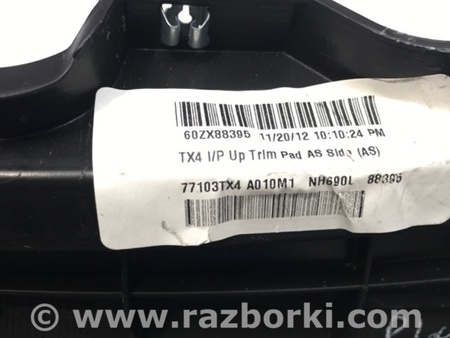 60ZX88395 11/20/12 10:10:24 PM
TX4 I/P Up Trim Pad AS Side (AS)
77103TX4 A010M1 NH690L 88395
www.razborki.com